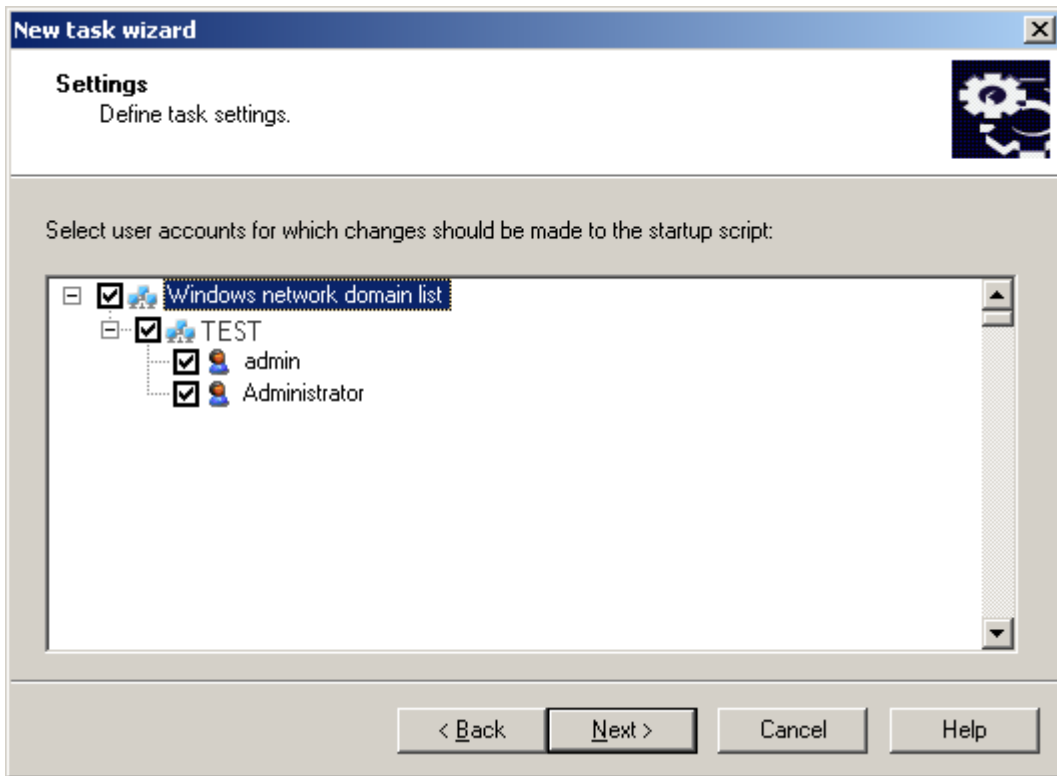 New task wizard
Settings
Define task settings.
Select user accounts for which changes should be made to the startup script:
Windows network domain list
TEST
admin
Administrator
< Back Next > Cancel Help